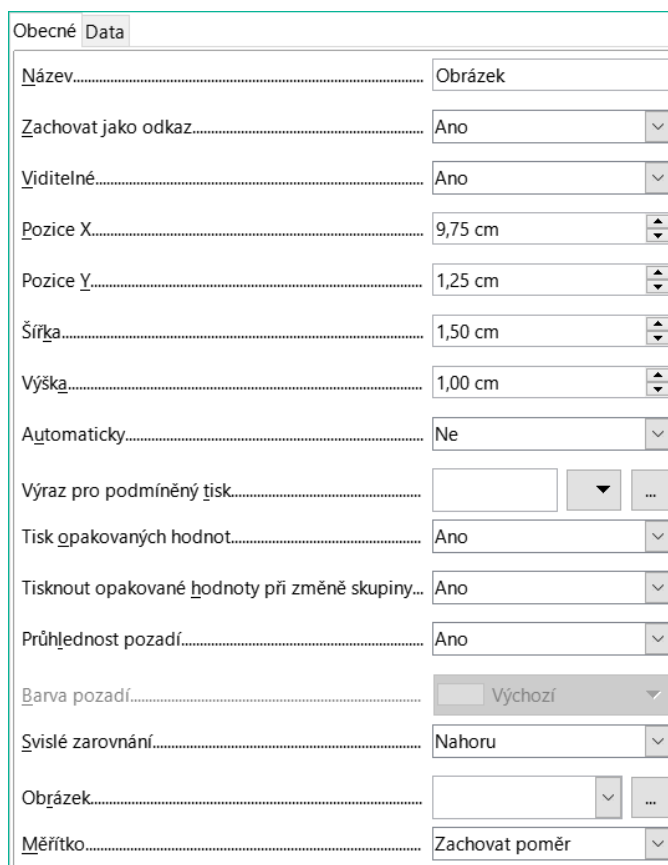 Obecné Data
Název.......... Obrázek
Zachovat jako odkaz.......... Ano
Viditelné.......... Ano
Pozice X.......... 9,75 cm
Pozice Y.......... 1,25 cm
Šířka.......... 1,50 cm
Výška.......... 1,00 cm
Automaticky.......... Ne
Výraz pro podmíněný tisk.......... ...
Tisk opakovaných hodnot.......... Ano
Tisknout opakované hodnoty při změně skupiny... Ano
Průhlednost pozadí.......... Ano
Barva pozadí.......... Výchozí
Svislé zarovnání.......... Nahoru
Obrázek.......... ...
Měřítko.......... Zachovat poměr